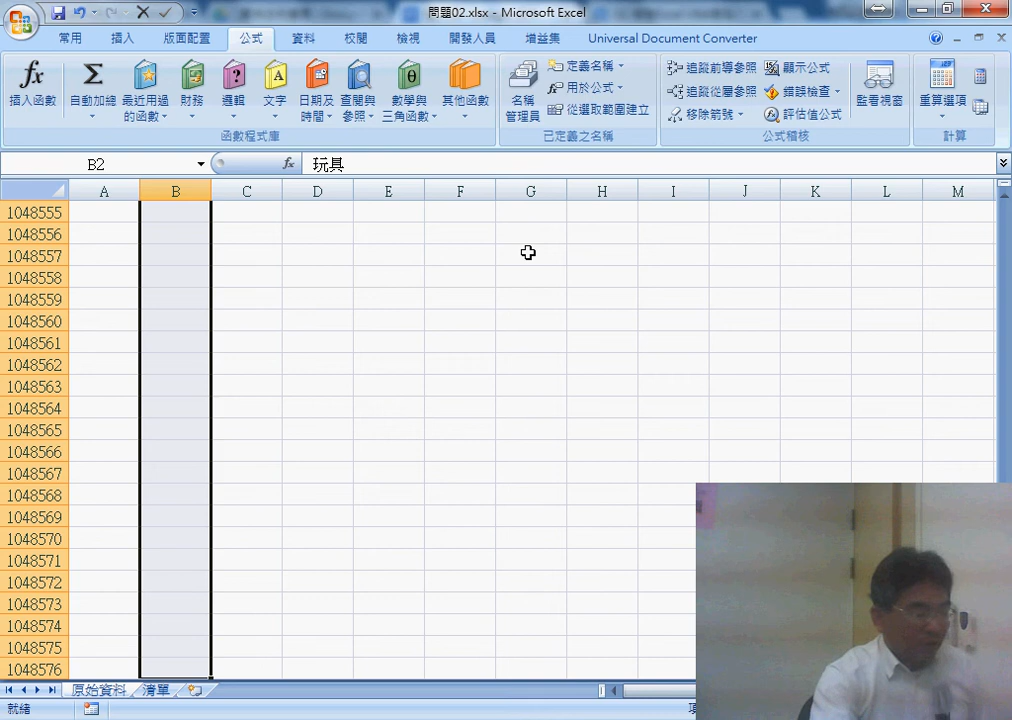 問題02.xlsx - Microsoft Excel
常用 插入 版面配置 公式 資料 校閱 檢視 開發人員 增益集 Universal Document Converter
fx Σ ? A θ
插入函數 自動加總 最近用過的函數 財務 邏輯 文字 日期及時間 查閱與參照 數學與三角函數 其他函數
函數程式庫
名稱管理員
定義名稱
用於公式
從選取範圍建立
已定義之名稱
追蹤前導參照 顯示公式
追蹤從屬參照 錯誤檢查
移除箭號 評估值公式
監看視窗
公式稽核
重算選項
計算
B2 fx 玩具
A B C D E F G H I J K L M
1048555
1048556
1048557
1048558
1048559
1048560
1048561
1048562
1048563
1048564
1048565
1048566
1048567
1048568
1048569
1048570
1048571
1048572
1048573
1048574
1048575
1048576
原始資料 清單
就緒